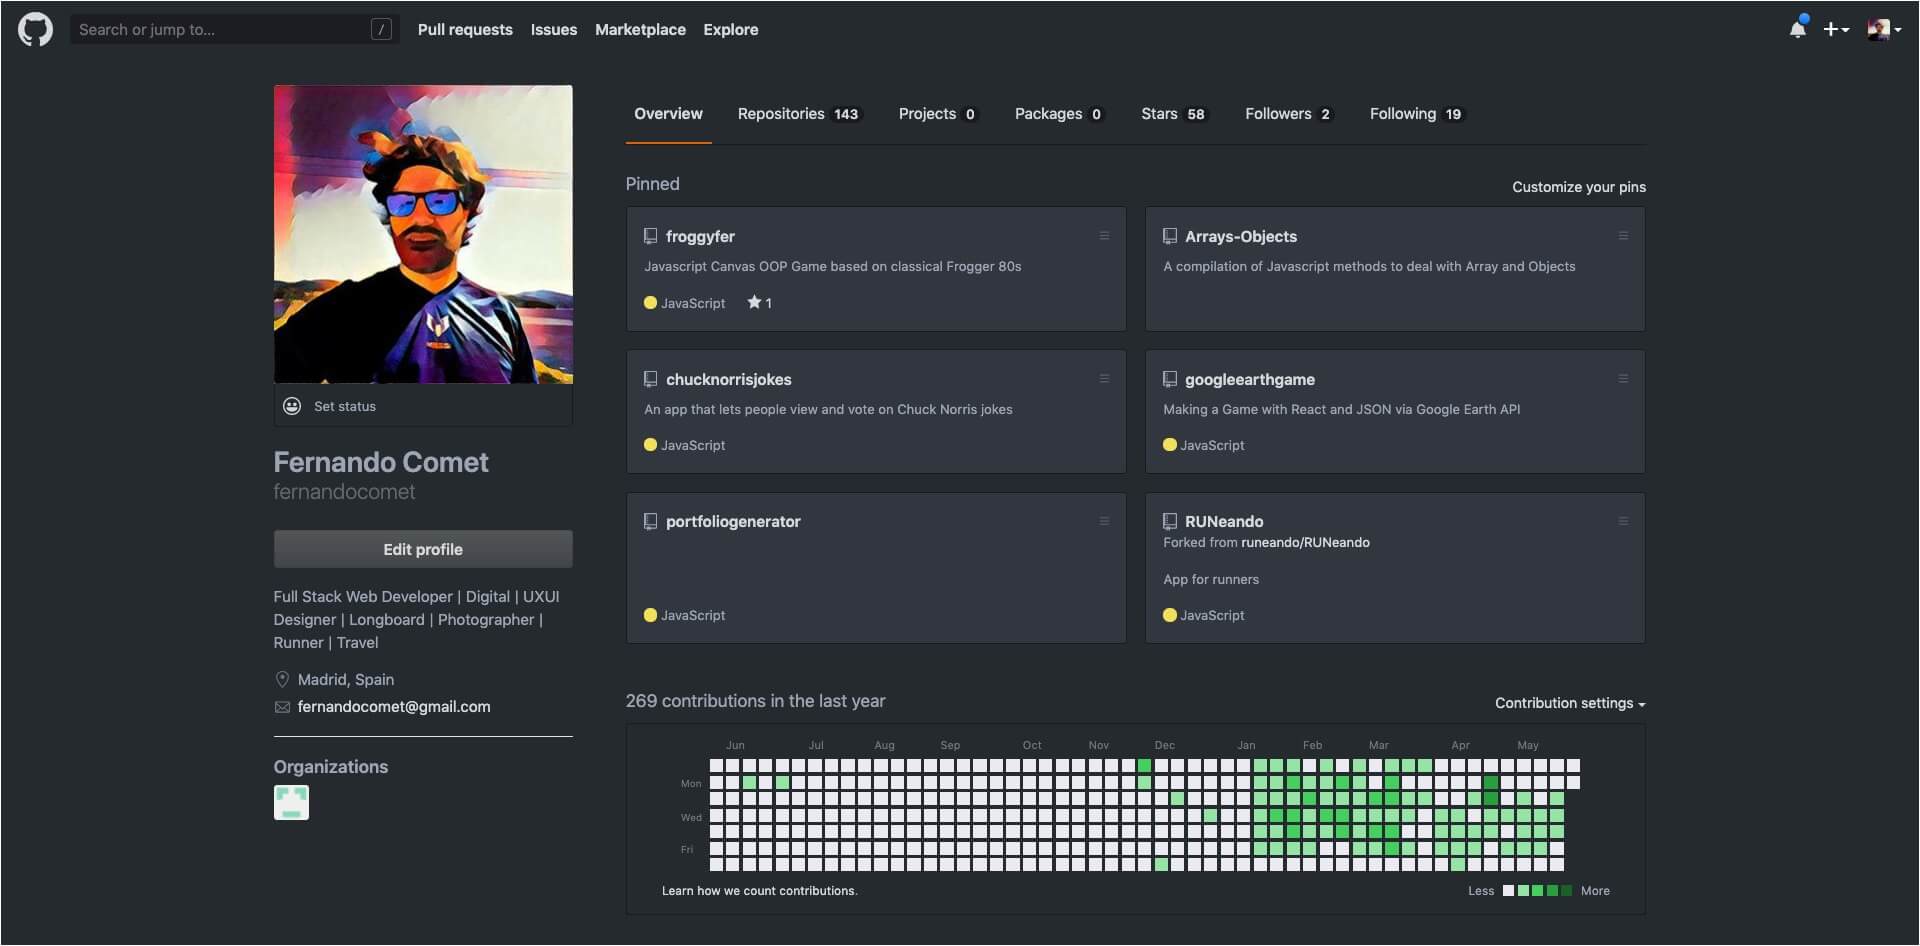 Search or jump to... /
Pull requests
Issues
Marketplace
Explore
Set status
Fernando Comet
fernandocomet
Edit profile
Full Stack Web Developer | Digital | UXUI
Designer | Longboard | Photographer |
Runner | Travel
Madrid, Spain
fernandocomet@gmail.com
Organizations
Overview
Repositories 143
Projects 0
Packages 0
Stars 58
Followers 2
Following 19
Pinned
Customize your pins
froggyfer
Javascript Canvas OOP Game based on classical Frogger 80s
JavaScript 1
Arrays-Objects
A compilation of Javascript methods to deal with Array and Objects
chucknorrisjokes
An app that lets people view and vote on Chuck Norris jokes
JavaScript
googleearthgame
Making a Game with React and JSON via Google Earth API
JavaScript
portfoliogenerator
JavaScript
RUNeando
Forked from runeando/RUNeando
App for runners
JavaScript
269 contributions in the last year
Contribution settings
Jun Jul Aug Sep Oct Nov Dec Jan Feb Mar Apr May
Mon
Wed
Fri
Learn how we count contributions.
Less More